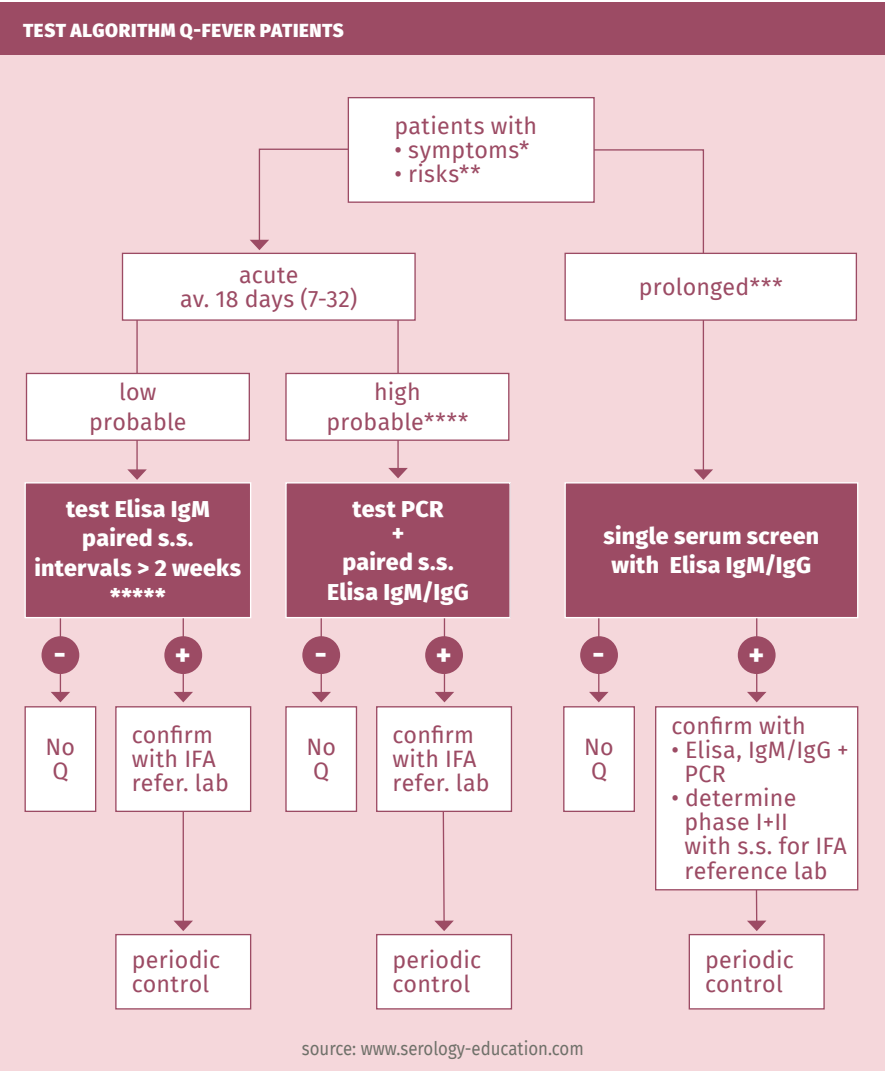 TEST ALGORITHM Q-FEVER PATIENTS
patients with
• symptoms*
• risks**
acute
av. 18 days (7-32)
prolonged***
low
probable
high
probable****
test Elisa IgM
paired s.s.
intervals > 2 weeks
*****
test PCR
+
paired s.s.
Elisa IgM/IgG
single serum screen
with Elisa IgM/IgG
-
+
-
+
-
+
No
Q
confirm
with IFA
refer. lab
No
Q
confirm
with IFA
refer. lab
No
Q
confirm with
• Elisa, IgM/IgG +
PCR
• determine
phase I+II
with s.s. for IFA
reference lab
periodic
control
periodic
control
periodic
control
source: www.serology-education.com